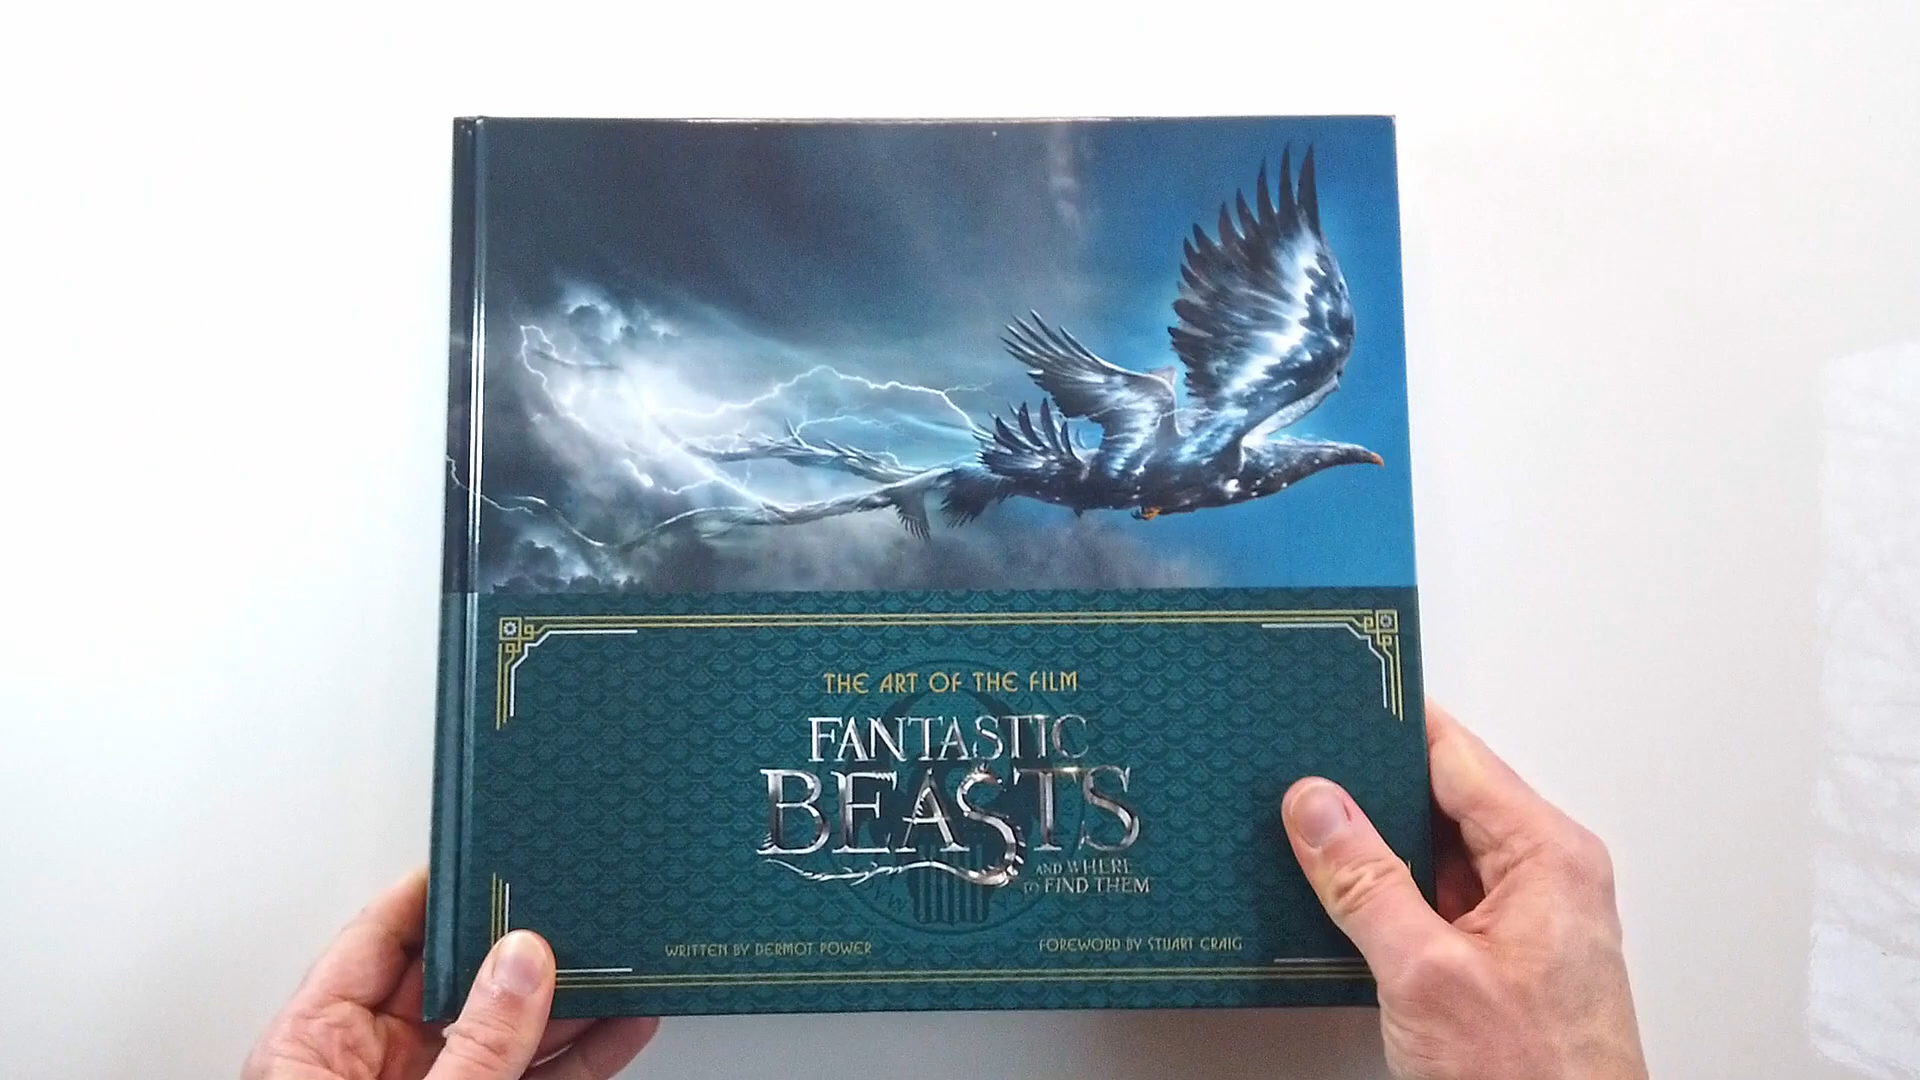 THE ART OF THE FILM
FANTASTIC
BEASTS
AND WHERE
TO FIND THEM
WRITTEN BY DERMOT POWER
FOREWORD BY STUART CRAIG